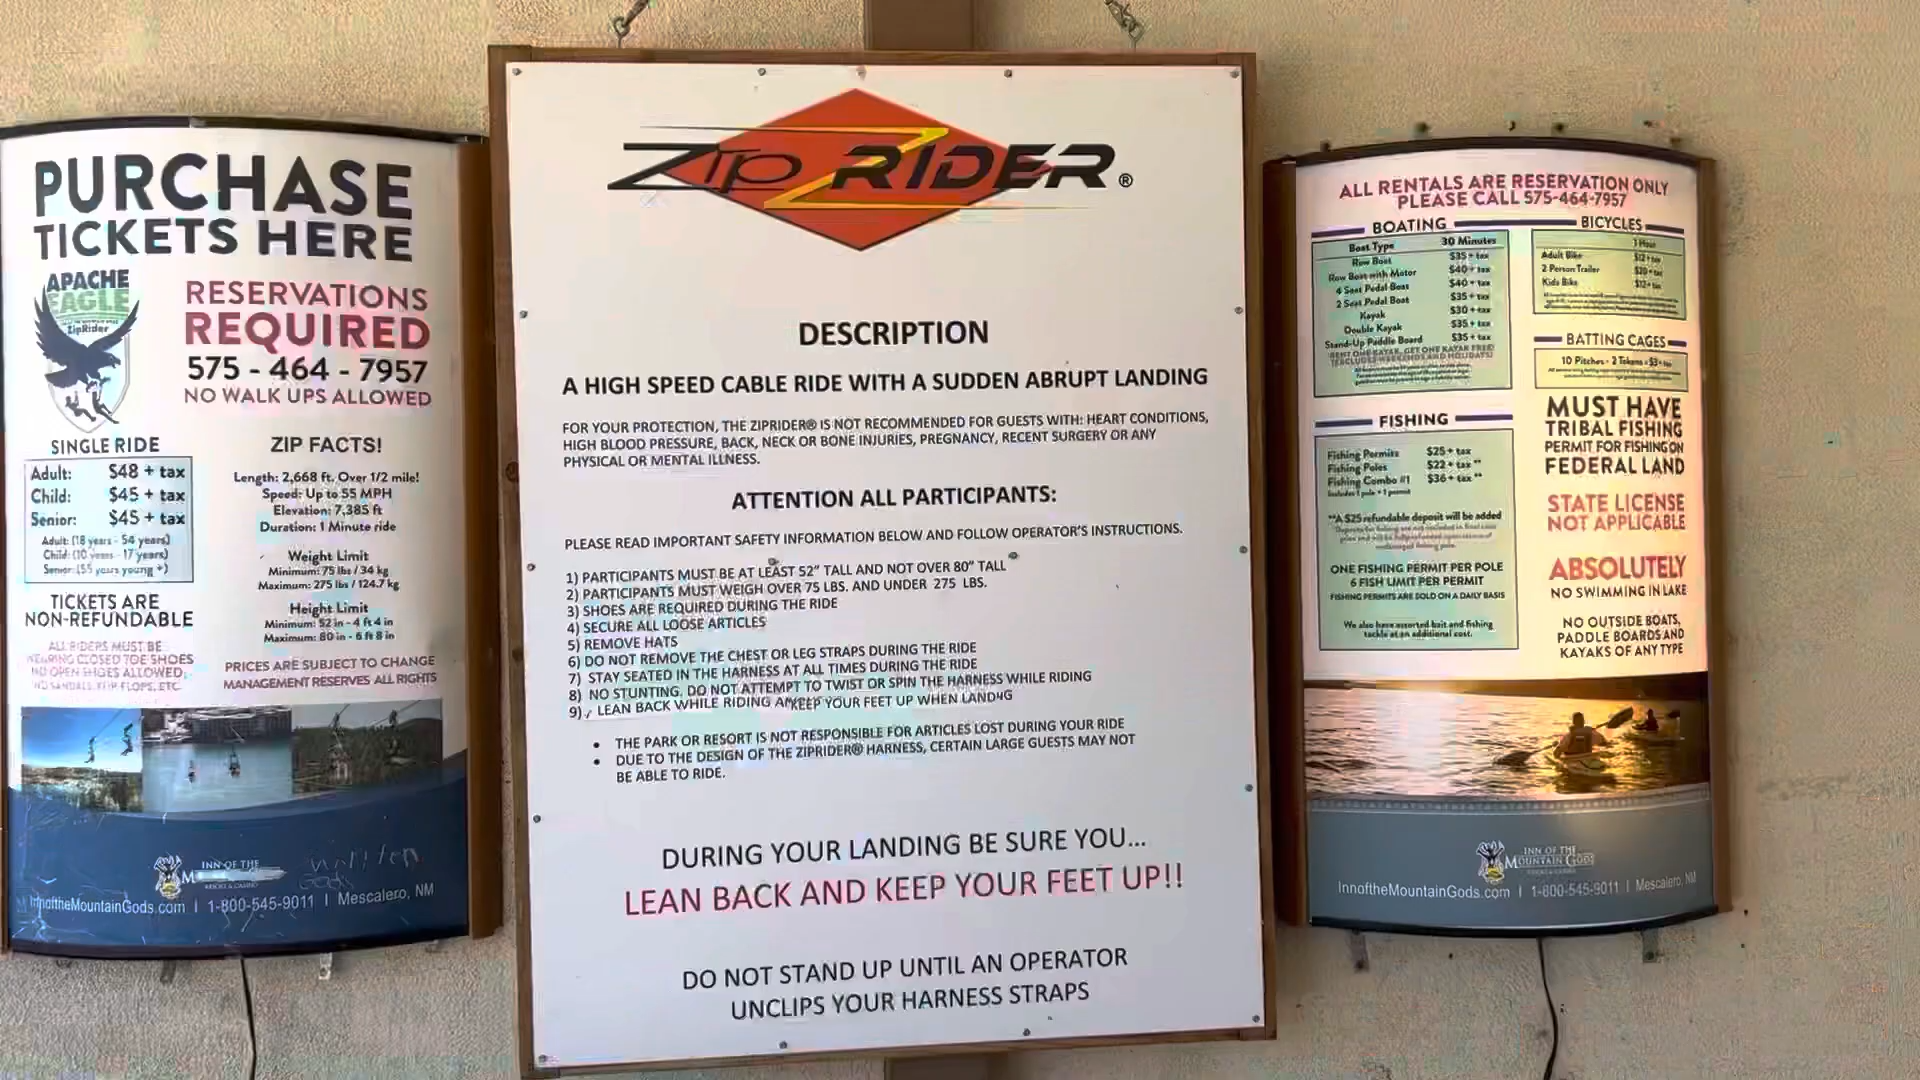 PURCHASE
TICKETS HERE
APACHE
EAGLE
ZipRider
RESERVATIONS
REQUIRED
575 - 464 - 7957
NO WALK UPS ALLOWED
SINGLE RIDE
Adult: $48 + tax
Child: $45 + tax
Senior: $45 + tax
Adult: (18 years - 54 years)
Child: (10 years - 17 years)
Senior: (55 years young +)
TICKETS ARE
NON-REFUNDABLE
ALL RIDERS MUST BE
WEARING CLOSED TOE SHOES
NO OPEN SHOES ALLOWED,
NO SANDALS, FLIP FLOPS, ETC.
ZIP FACTS!
Length: 2,668 ft. Over 1/2 mile!
Speed: Up to 55 MPH
Elevation: 7,385 ft
Duration: 1 Minute ride
Weight Limit
Minimum: 75 lbs / 34 kg
Maximum: 275 lbs / 124.7 kg
Height Limit
Minimum: 52 in - 4 ft 4 in
Maximum: 80 in - 6 ft 8 in
PRICES ARE SUBJECT TO CHANGE
MANAGEMENT RESERVES ALL RIGHTS
INN OF THE
InnoftheMountainGods.com | 1-800-545-9011 | Mescalero, NM
Zip RIDER®
DESCRIPTION
A HIGH SPEED CABLE RIDE WITH A SUDDEN ABRUPT LANDING
FOR YOUR PROTECTION, THE ZIPRIDER® IS NOT RECOMMENDED FOR GUESTS WITH: HEART CONDITIONS,
HIGH BLOOD PRESSURE, BACK, NECK OR BONE INJURIES, PREGNANCY, RECENT SURGERY OR ANY
PHYSICAL OR MENTAL ILLNESS.
ATTENTION ALL PARTICIPANTS:
PLEASE READ IMPORTANT SAFETY INFORMATION BELOW AND FOLLOW OPERATOR'S INSTRUCTIONS.
1) PARTICIPANTS MUST BE AT LEAST 52" TALL AND NOT OVER 80" TALL
2) PARTICIPANTS MUST WEIGH OVER 75 LBS. AND UNDER 275 LBS.
3) SHOES ARE REQUIRED DURING THE RIDE
4) SECURE ALL LOOSE ARTICLES
5) REMOVE HATS
6) DO NOT REMOVE THE CHEST OR LEG STRAPS DURING THE RIDE
7) STAY SEATED IN THE HARNESS AT ALL TIMES DURING THE RIDE
8) NO STUNTING. DO NOT ATTEMPT TO TWIST OR SPIN THE HARNESS WHILE RIDING
9) LEAN BACK WHILE RIDING KEEP YOUR FEET UP WHEN
• THE PARK OR RESORT IS NOT RESPONSIBLE FOR ARTICLES LOST DURING YOUR RIDE
• DUE TO THE DESIGN OF THE ZIPRIDER® HARNESS, CERTAIN LARGE GUESTS MAY NOT
BE ABLE TO RIDE.
DURING YOUR LANDING BE SURE YOU...
LEAN BACK AND KEEP YOUR FEET UP!!
DO NOT STAND UP UNTIL AN OPERATOR
UNCLIPS YOUR HARNESS STRAPS
ALL RENTALS ARE RESERVATION ONLY
PLEASE CALL 575-464-7957
BOATING
Boat Type 30 Minutes
Row Boat $35 + tax
Row Boat with Motor $40 + tax
4 Seat Pedal Boat $40 + tax
2 Seat Pedal Boat $35 + tax
Kayak $30 + tax
Double Kayak $35 + tax
Stand-Up Paddle Board $35 + tax
RENT ONE KAYAK, GET ONE KAYAK FREE!
(EXCLUDES WEEKENDS AND HOLIDAYS)
FISHING
Fishing Permits $25 + tax
Fishing Poles $22 + tax **
Fishing Combo #1 $36 + tax **
Includes 1 pole + 1 permit
**A $25 refundable deposit will be added
ONE FISHING PERMIT PER POLE
6 FISH LIMIT PER PERMIT
FISHING PERMITS ARE SOLD ON A DAILY BASIS
We also have assorted bait and fishing
tackle at an additional cost.
BICYCLES
1 Hour
Adult Bike $12 + tax
2 Person Trailer $20 + tax
Kids Bike $12 + tax
BATTING CAGES
10 Pitches - 2 Tokens - $3 + tax
MUST HAVE
TRIBAL FISHING
PERMIT FOR FISHING ON
FEDERAL LAND
STATE LICENSE
NOT APPLICABLE
ABSOLUTELY
NO SWIMMING IN LAKE
NO OUTSIDE BOATS,
PADDLE BOARDS AND
KAYAKS OF ANY TYPE
INN OF THE
MOUNTAIN GODS
RESORT & CASINO
InnoftheMountainGods.com | 1-800-545-9011 | Mescalero, NM